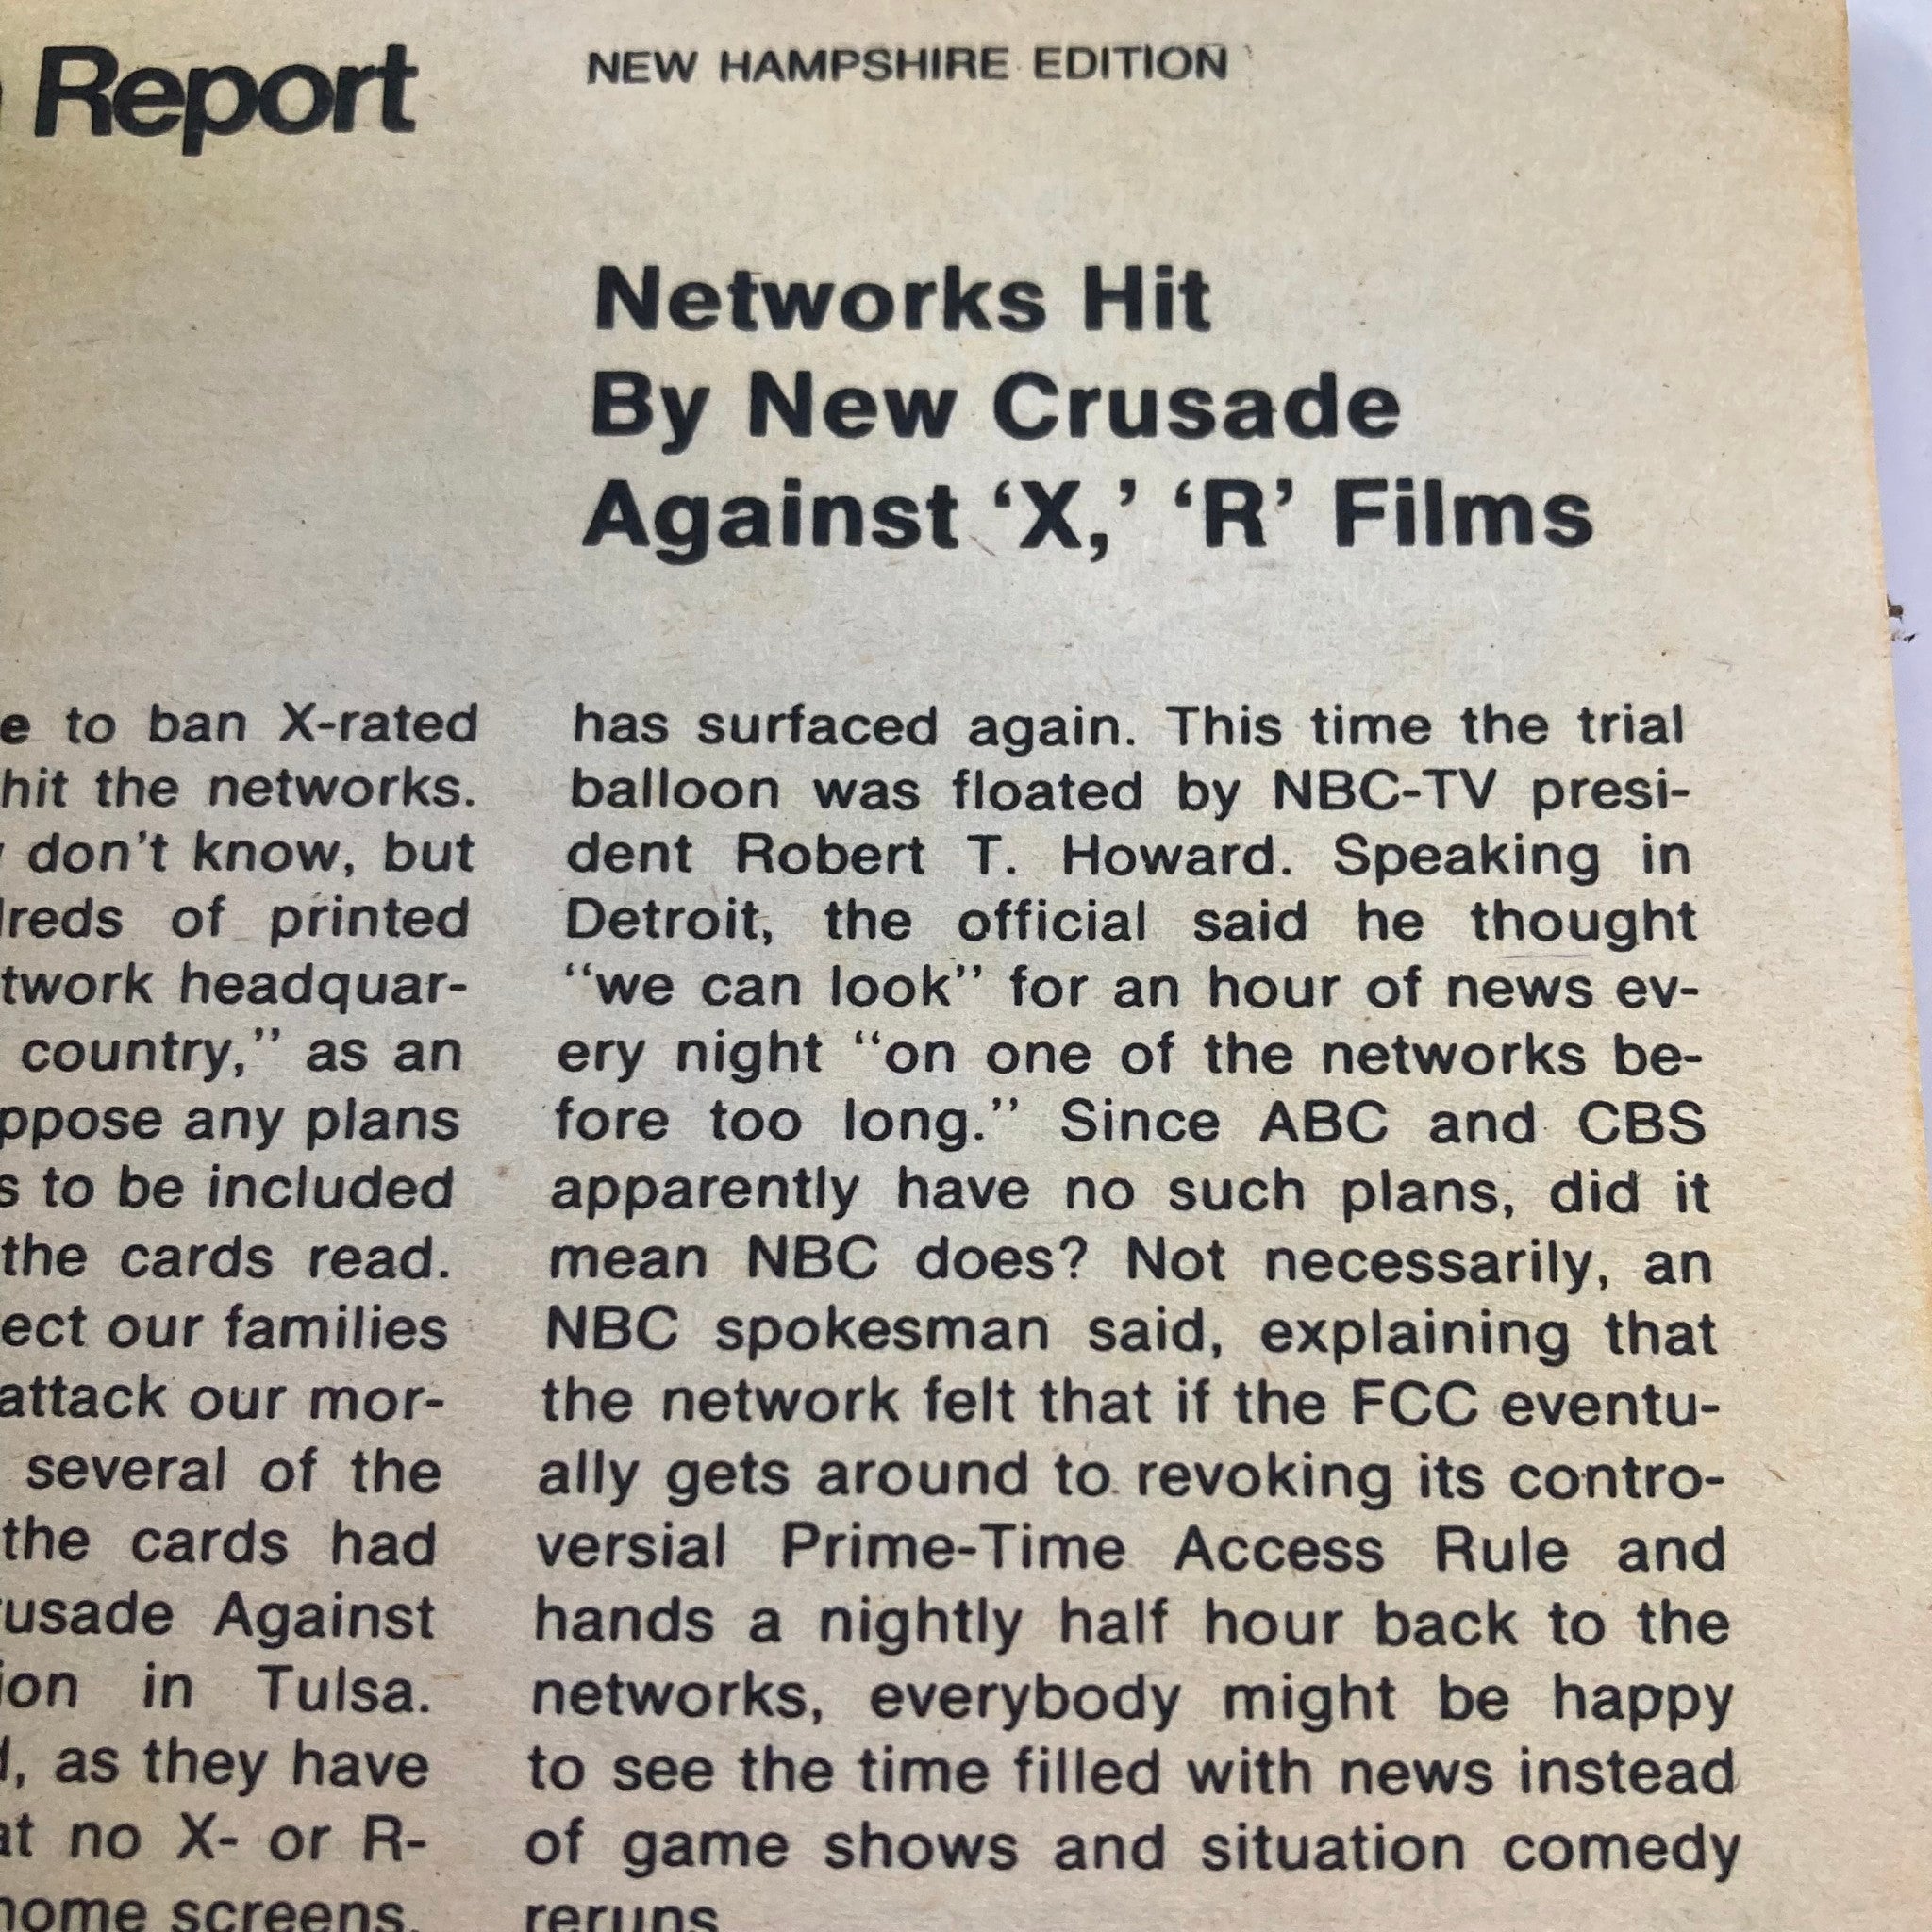 Report
NEW HAMPSHIRE EDITION
Networks Hit
By New Crusade
Against ‘X,’ ‘R’ Films
to ban X-rated
hit the networks.
don't know, but
of printed
headquar-
country,” as an
any plans
to be included
the cards read.
our families
attack our mor-
several of the
the cards had
Against
in Tulsa.
as they have
no X- or R-
screens.
has surfaced again. This time the trial
balloon was floated by NBC-TV presi-
dent Robert T. Howard. Speaking in
Detroit, the official said he thought
“we can look” for an hour of news ev-
ery night “on one of the networks be-
fore too long.” Since ABC and CBS
apparently have no such plans, did it
mean NBC does? Not necessarily, an
NBC spokesman said, explaining that
the network felt that if the FCC eventu-
ally gets around to revoking its contro-
versial Prime-Time Access Rule and
hands a nightly half hour back to the
networks, everybody might be happy
to see the time filled with news instead
of game shows and situation comedy
reruns